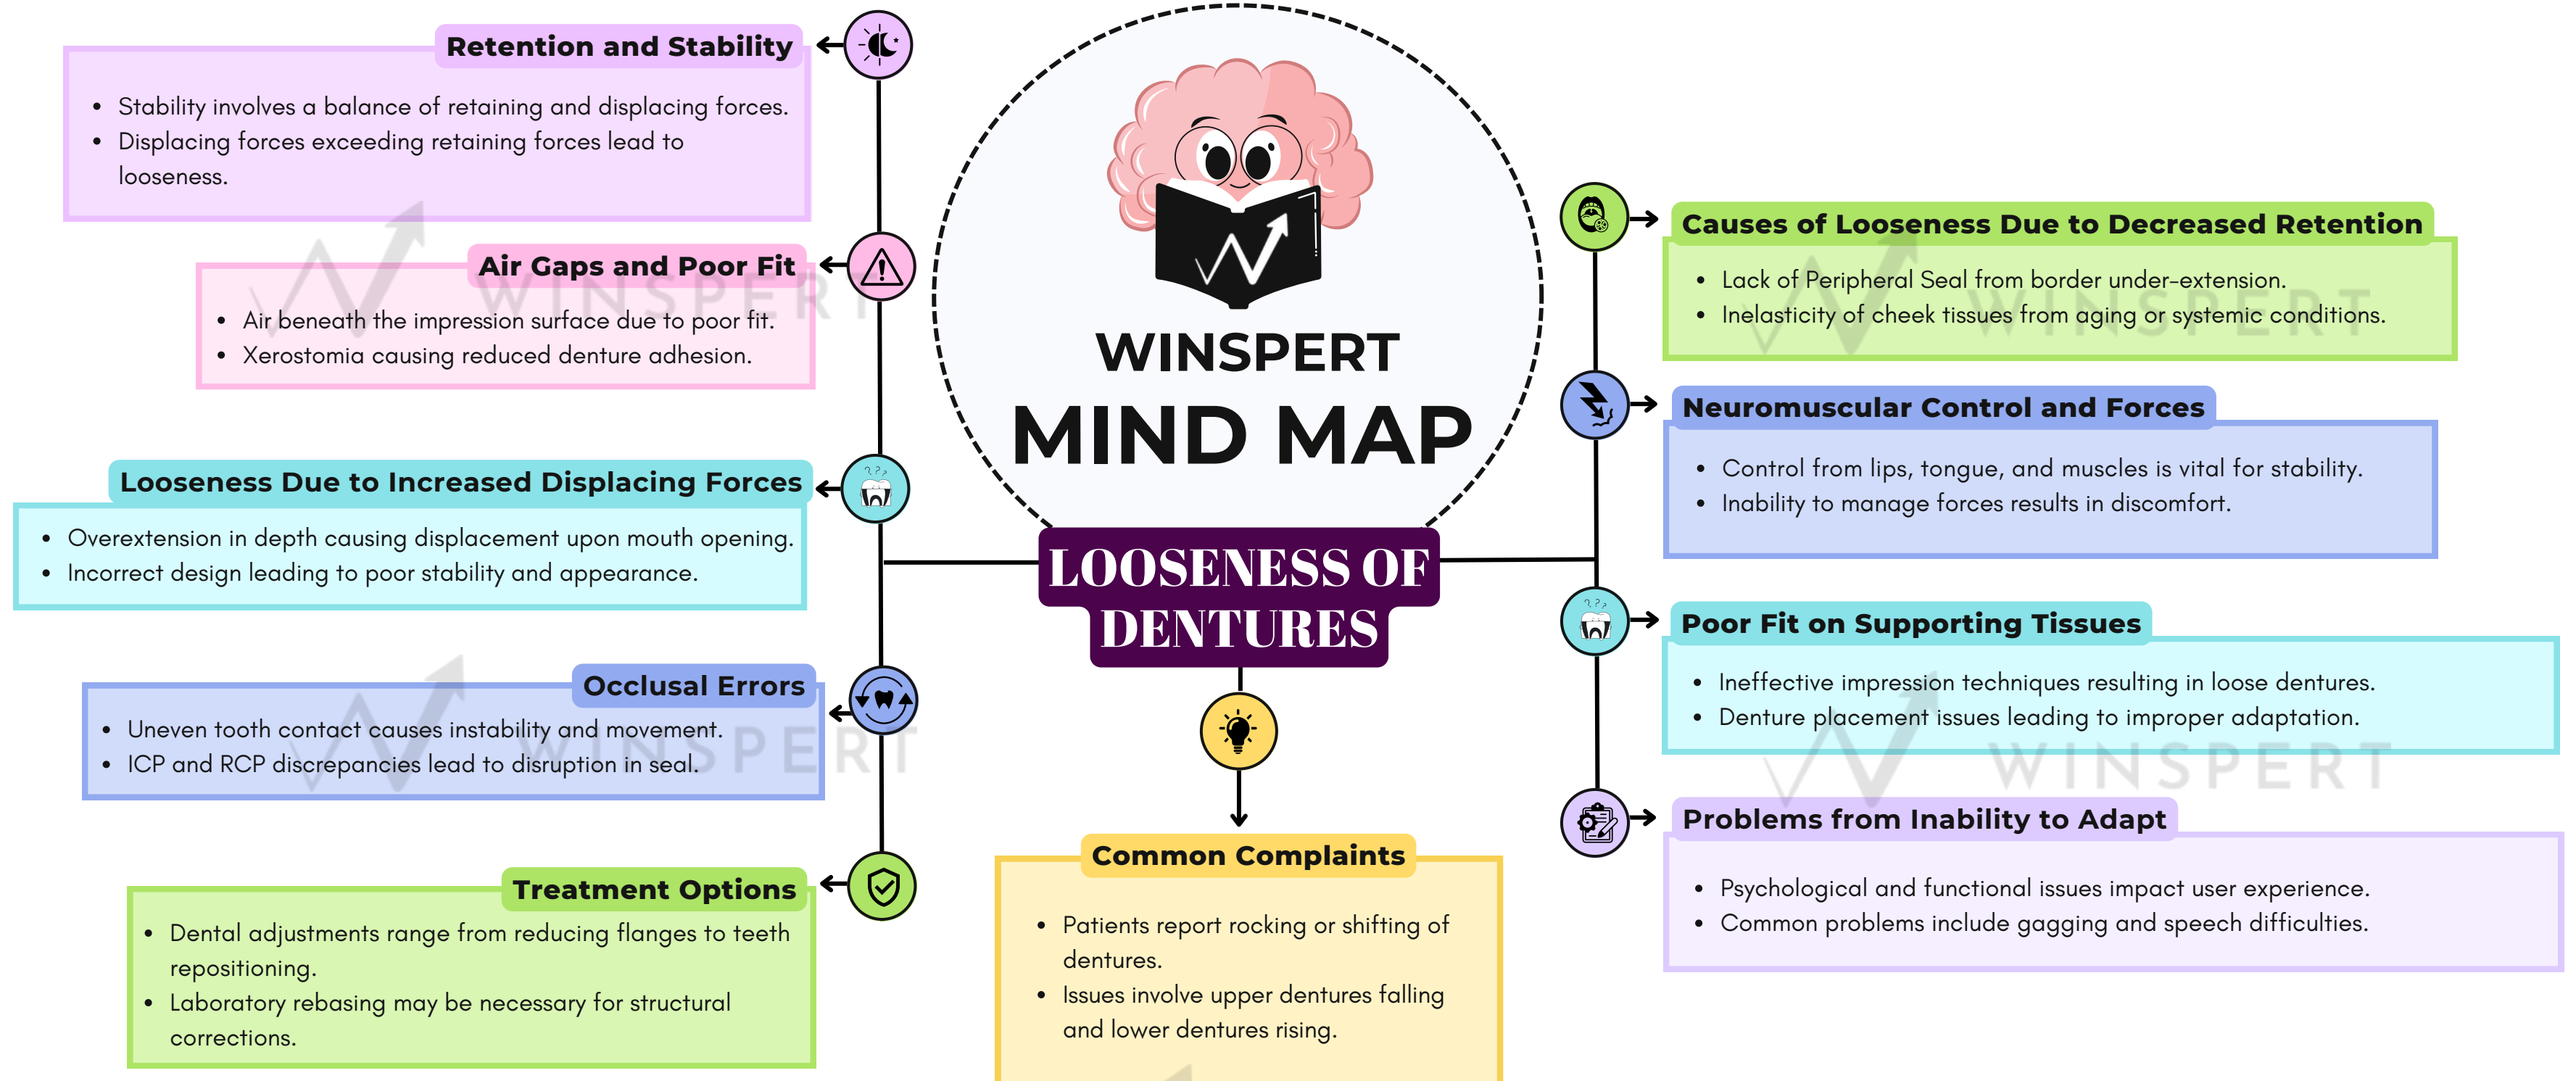 WINSPERT
MIND MAP
LOOSENESS OF
DENTURES
Retention and Stability
• Stability involves a balance of retaining and displacing forces.
• Displacing forces exceeding retaining forces lead to
looseness.
Air Gaps and Poor Fit
• Air beneath the impression surface due to poor fit.
• Xerostomia causing reduced denture adhesion.
Looseness Due to Increased Displacing Forces
• Overextension in depth causing displacement upon mouth opening.
• Incorrect design leading to poor stability and appearance.
Occlusal Errors
• Uneven tooth contact causes instability and movement.
• ICP and RCP discrepancies lead to disruption in seal.
Treatment Options
• Dental adjustments range from reducing flanges to teeth
repositioning.
• Laboratory rebasing may be necessary for structural
corrections.
Common Complaints
• Patients report rocking or shifting of
dentures.
• Issues involve upper dentures falling
and lower dentures rising.
Causes of Looseness Due to Decreased Retention
• Lack of Peripheral Seal from border under-extension.
• Inelasticity of cheek tissues from aging or systemic conditions.
Neuromuscular Control and Forces
• Control from lips, tongue, and muscles is vital for stability.
• Inability to manage forces results in discomfort.
Poor Fit on Supporting Tissues
• Ineffective impression techniques resulting in loose dentures.
• Denture placement issues leading to improper adaptation.
Problems from Inability to Adapt
• Psychological and functional issues impact user experience.
• Common problems include gagging and speech difficulties.
WINSPERT
WINSPERT
WINSPERT
WINSPERT